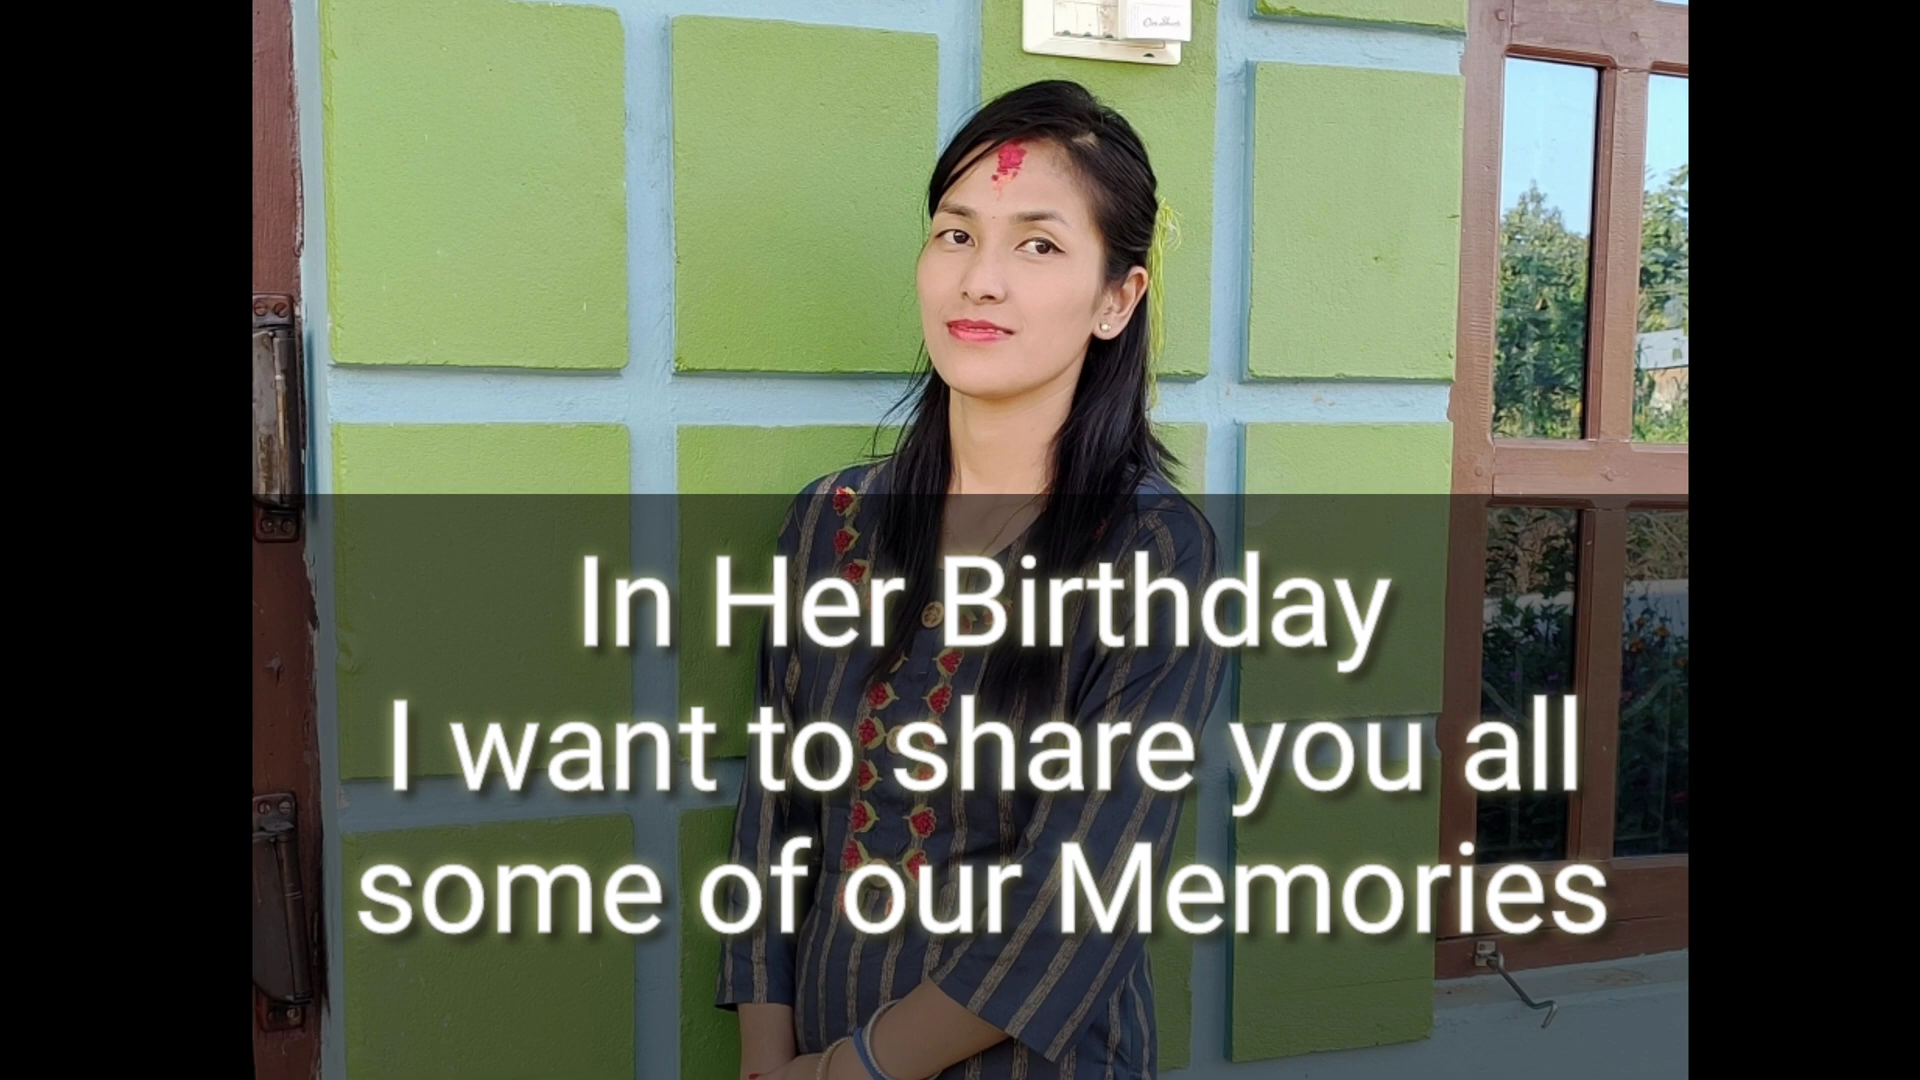 In Her Birthday
I want to share you all
some of our Memories